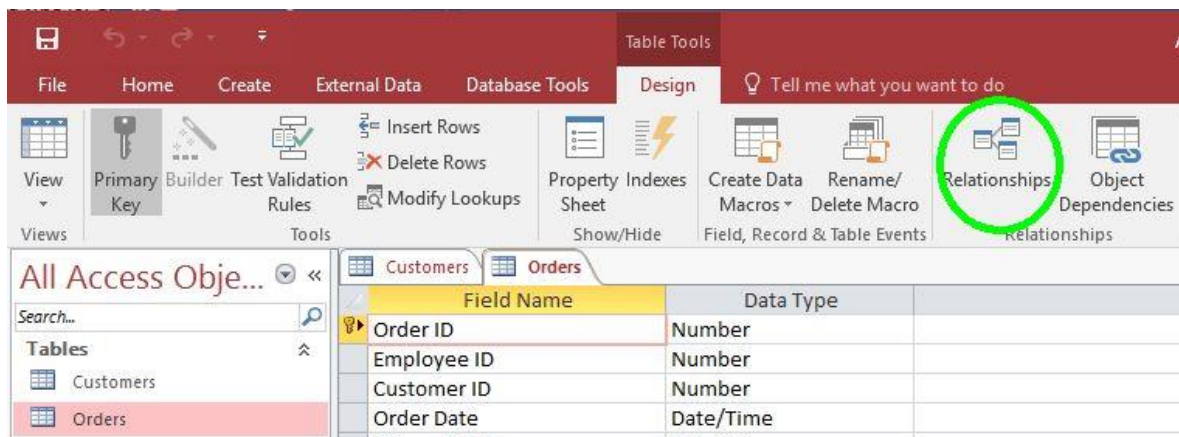 Table Tools
File Home Create External Data Database Tools Design Tell me what you want to do
View
Primary Key
Builder
Test Validation Rules
Insert Rows
Delete Rows
Modify Lookups
Property Sheet
Indexes
Create Data Macros
Rename/ Delete Macro
Relationships
Object Dependencies
Views Tools Show/Hide Field, Record & Table Events Relationships
All Access Obje...
Search...
Tables
Customers
Orders
Customers Orders
Field Name Data Type
Order ID Number
Employee ID Number
Customer ID Number
Order Date Date/Time